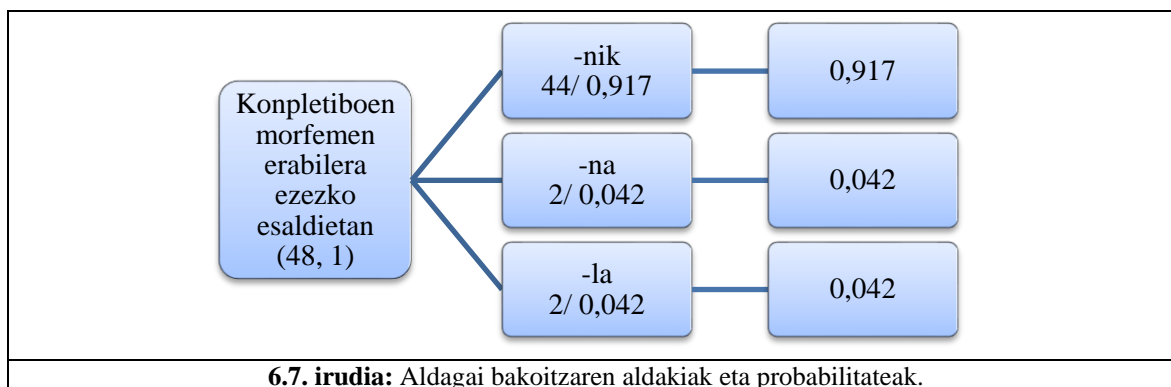 Konpletiboen
morfemen
erabilera
ezezko
esaldietan
(48, 1)
-nik
44/ 0,917
0,917
-na
2/ 0,042
0,042
-la
2/ 0,042
0,042
6.7. irudia: Aldagai bakoitzaren aldakiak eta probabilitateak.